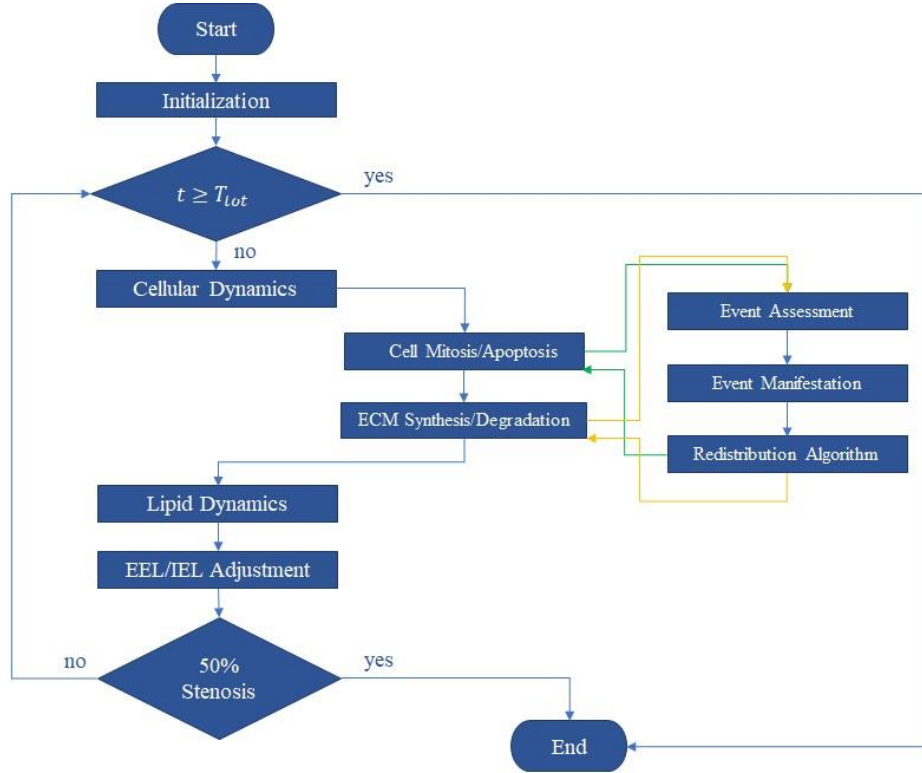 Start
Initialization
t ≥ T_tot
yes
no
Cellular Dynamics
Event Assessment
Cell Mitosis/Apoptosis
Event Manifestation
ECM Synthesis/Degradation
Redistribution Algorithm
Lipid Dynamics
EEL/IEL Adjustment
no
yes
50%
Stenosis
End